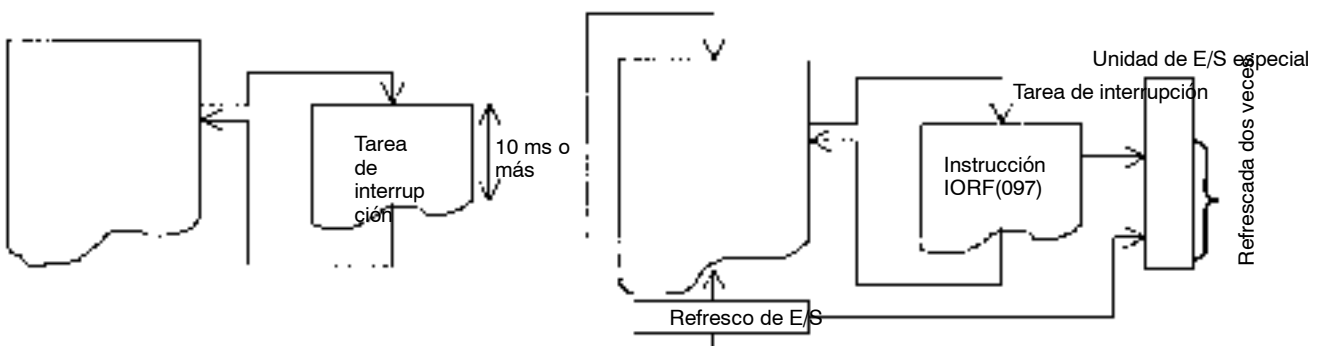 Tarea
de
interrup
ción
10 ms o
más
Unidad de E/S especial
Tarea de interrupción
Instrucción
IORF(097)
Refrescada dos veces.
Refresco de E/S